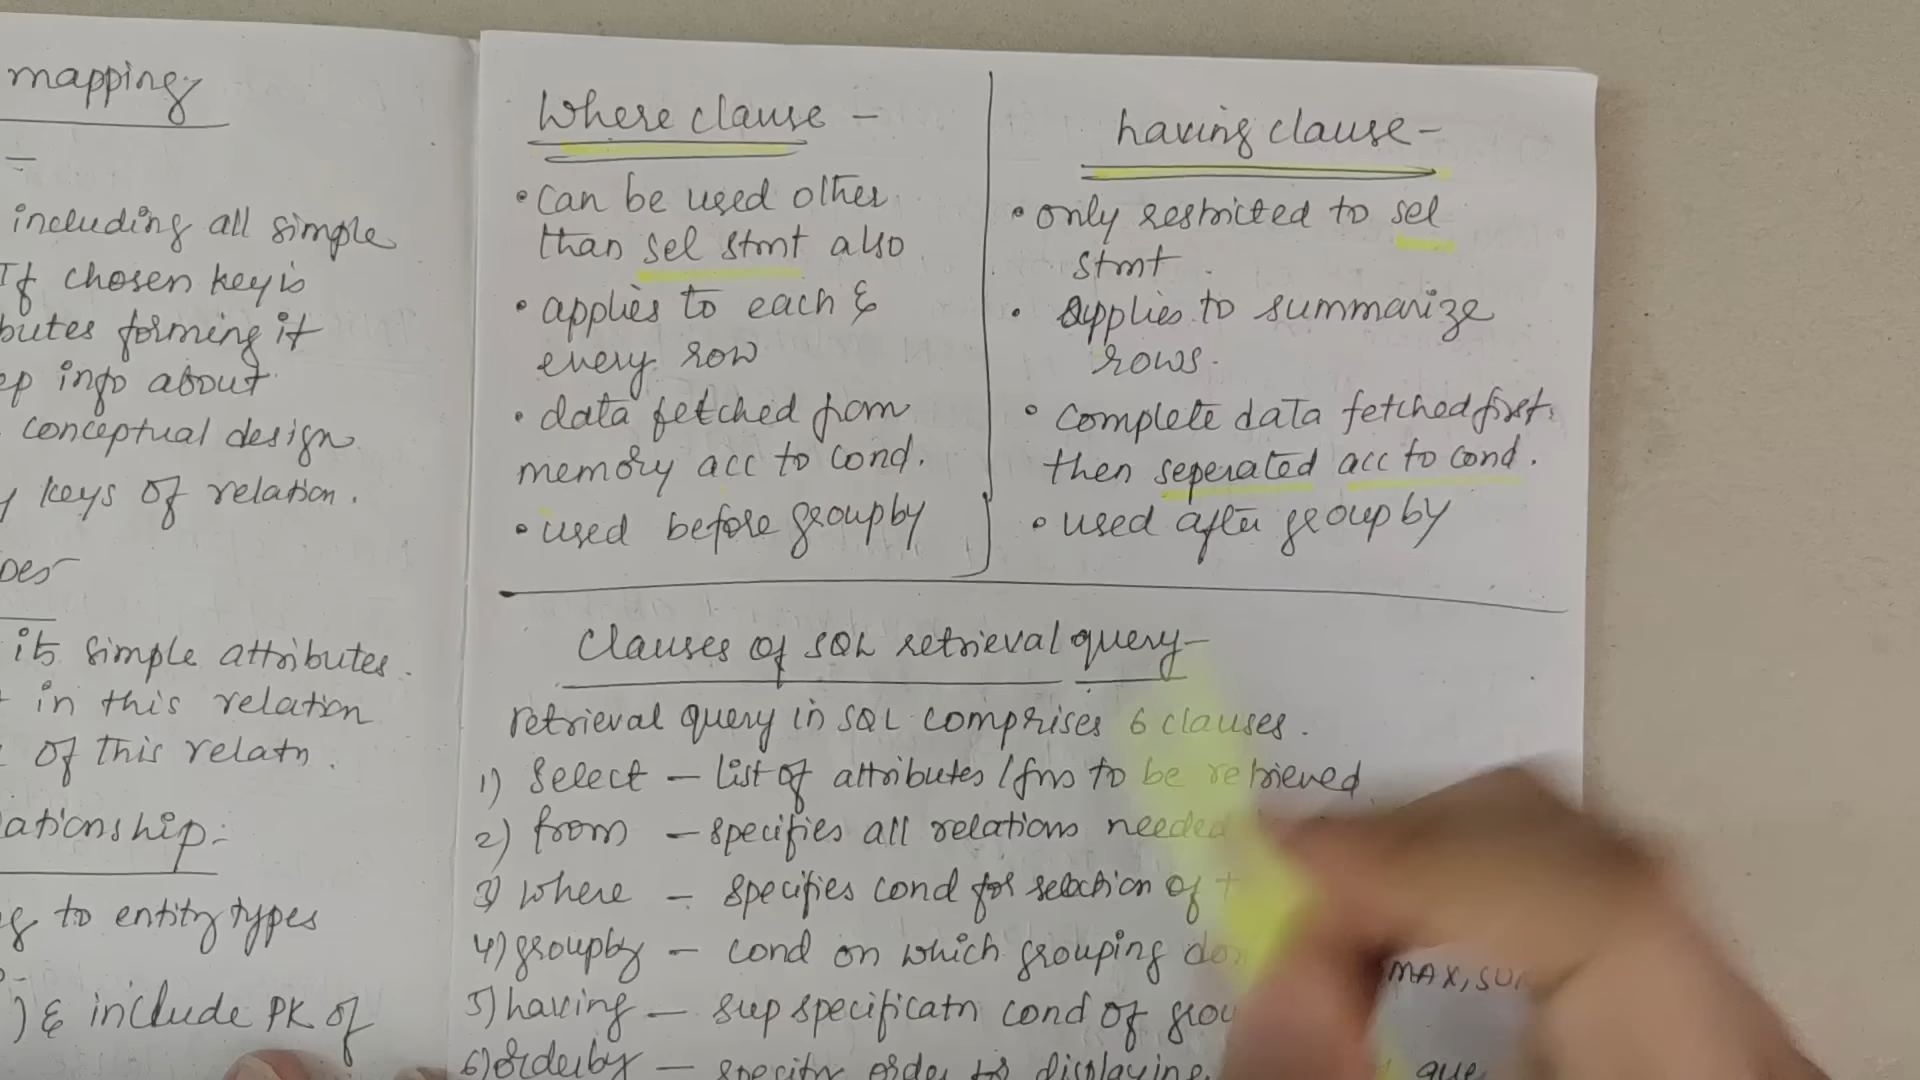 mapping
including all simple
If chosen key is
forming it
info about
conceptual design
keys of relation.
its simple attributes.
in this relation
of this relatn.
to entity types
) & include PK of
Where clause -
• can be used other
than sel stmt also
• applies to each &
every row
• data fetched from
memory acc to cond.
• used before groupby
having clause -
• only restricted to sel
stmt.
• applies to summarize
rows.
• complete data fetched first
then seperated acc to cond.
• used after groupby
Clauses of SQL retrieval query -
retrieval query in SQL comprises 6 clauses.
1) Select - list of attributes / fns to be retrieved
2) from - specifies all relations needed
3) where - specifies cond for selection of
4) groupby - cond on which grouping
MAX,
5) having - sup specificatn cond of
6) orderby - specify order for displaying